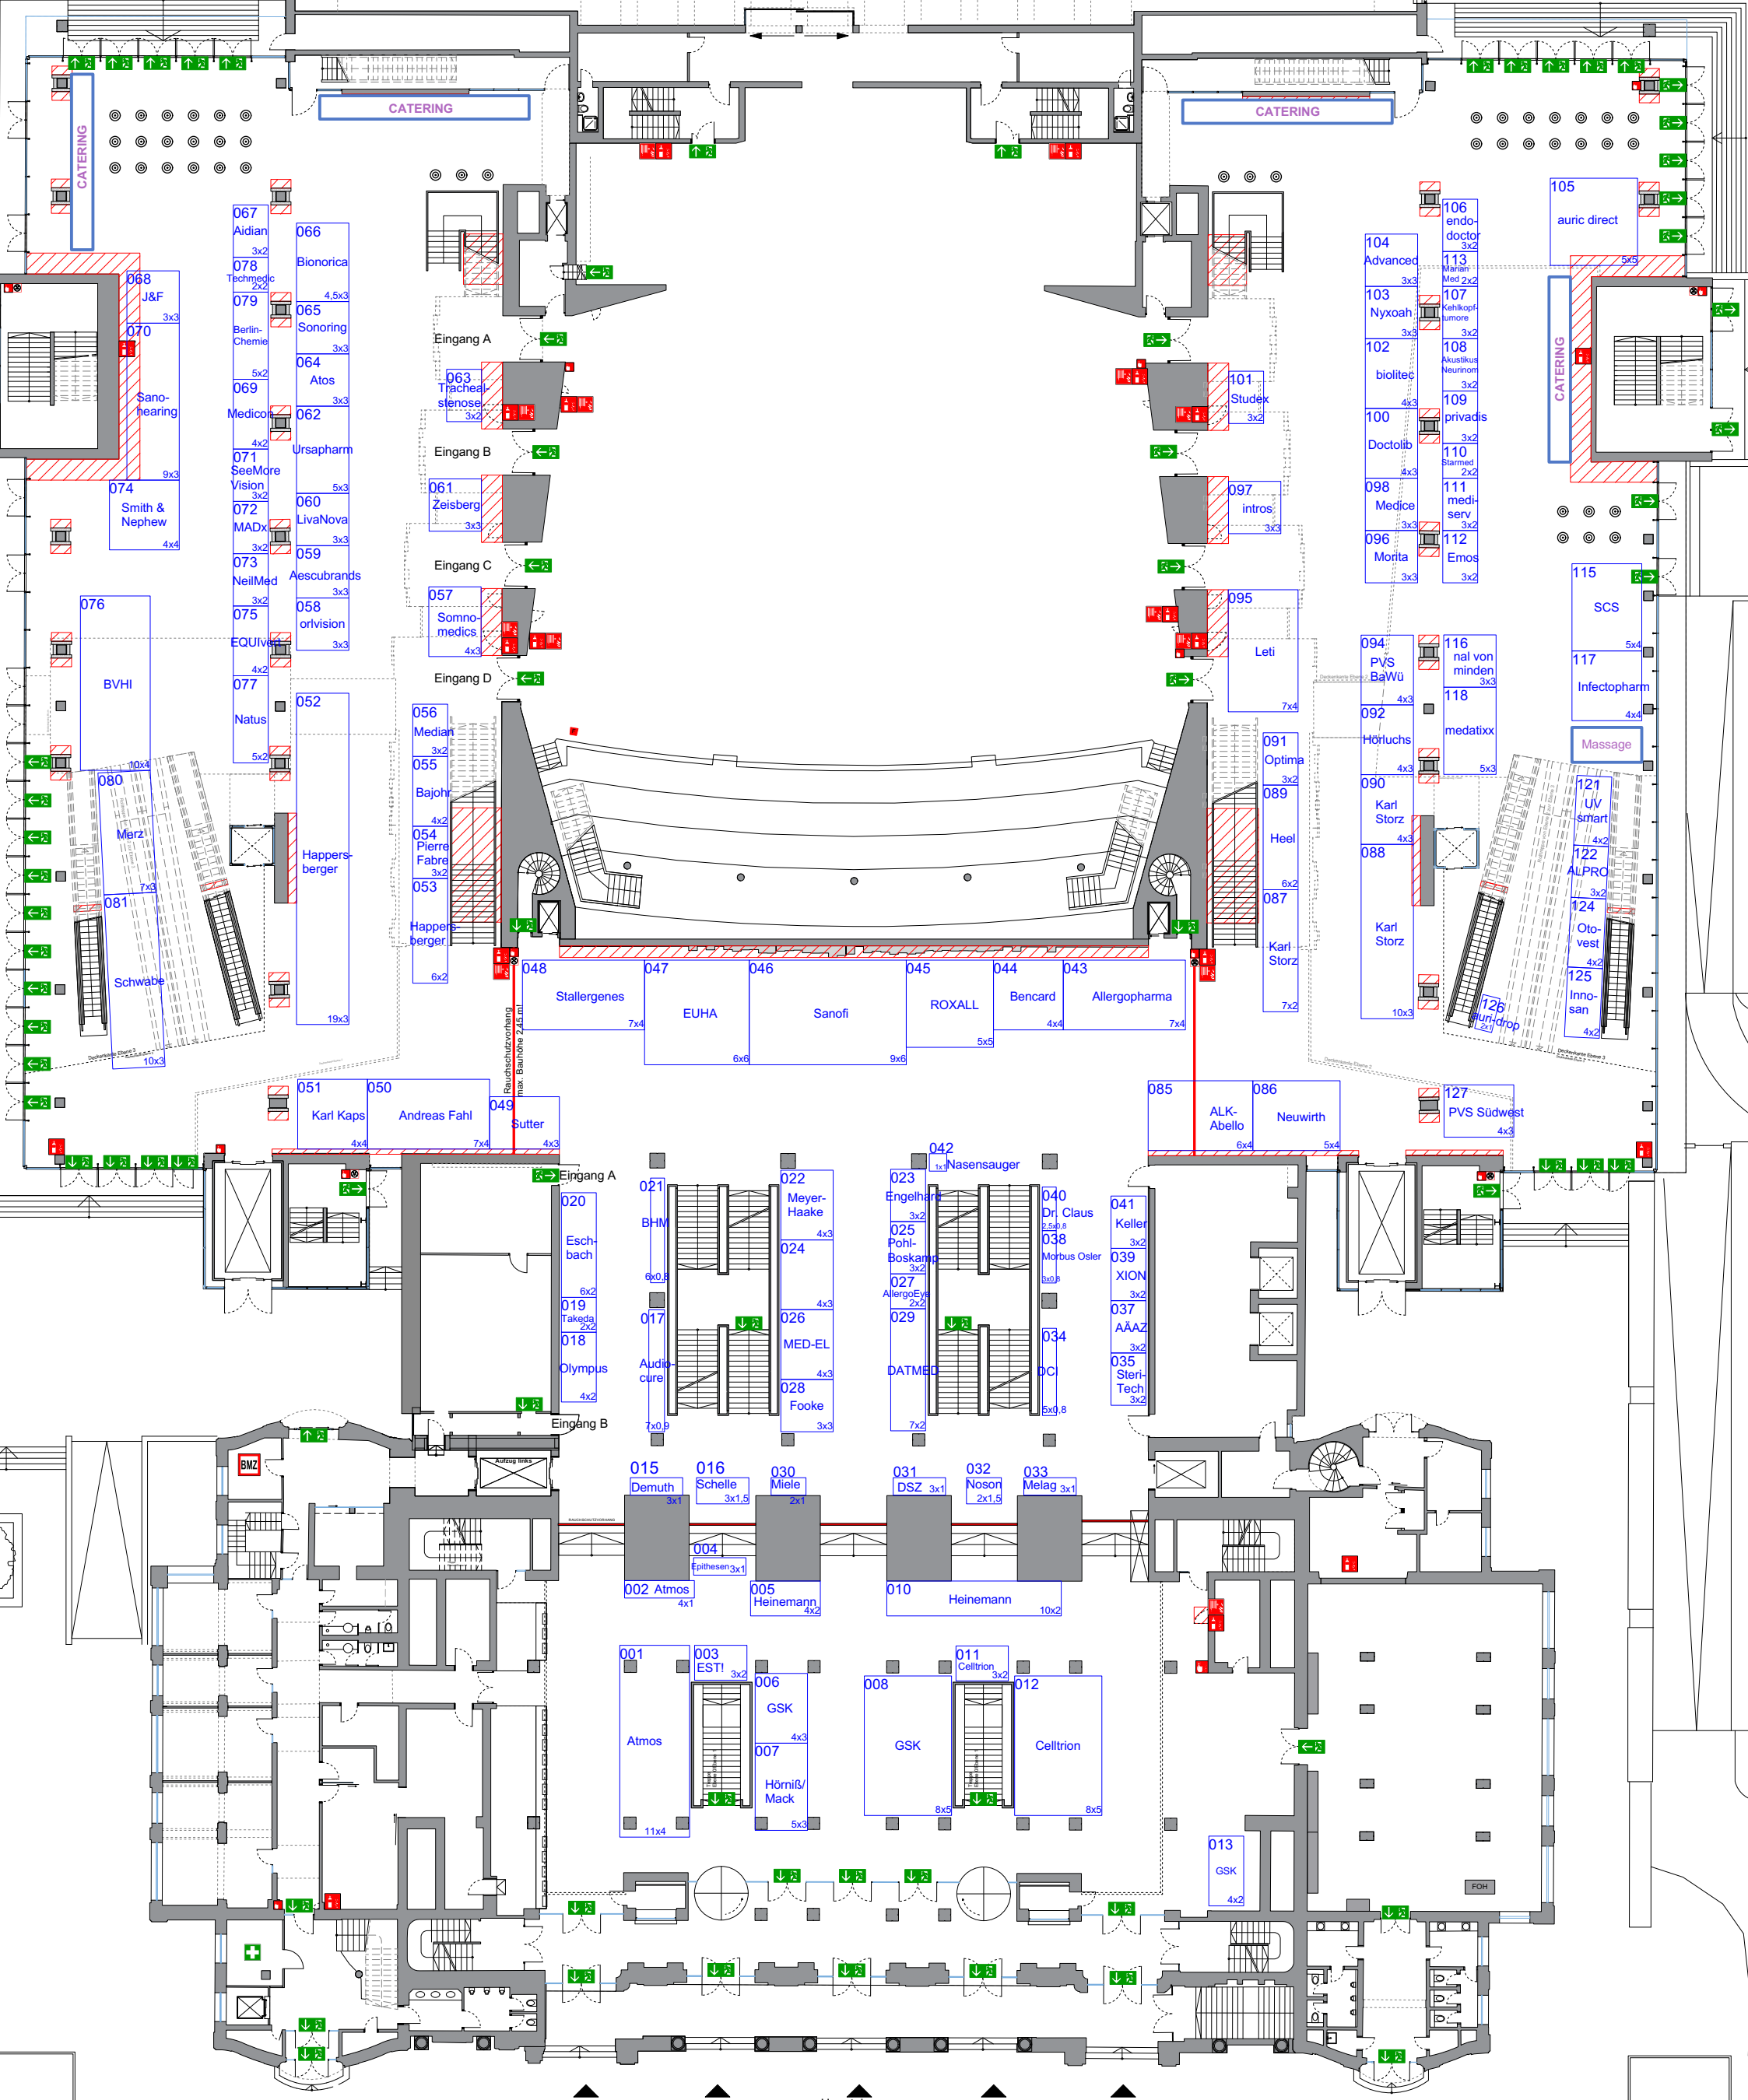 CATERING
CATERING
CATERING
CATERING
067
Aidian
3x2
078
Techmedic
2x2
079
Berlin-
Chemie
5x2
069
Medicon
4x2
071
SeeMore
Vision
3x2
072
MADx
3x2
073
NeilMed
3x2
075
EQUIvert
4x2
077
Natus
5x2
066
Bionorica
4,5x3
065
Sonoring
3x3
064
Atos
3x3
062
Ursapharm
5x3
060
LivaNova
3x3
059
Aescubrands
3x3
058
orlvision
3x3
052
Happers-
berger
19x3
068
J&F
3x3
070
Sano-
hearing
9x3
074
Smith &
Nephew
4x4
076
BVHI
10x4
080
Merz
7x3
081
Schwabe
10x3
Deckenkante Ebene 3
Eingang A
063
Tracheal-
stenose
3x2
Eingang B
061
Zeisberg
3x3
Eingang C
057
Somno-
medics
4x3
Eingang D
056
Median
3x2
055
Bajohr
4x2
054
Pierre
Fabre
3x2
053
Happers-
berger
6x2
101
Studex
3x2
097
intros
3x3
095
Leti
7x4
091
Optima
3x2
089
Heel
6x2
087
Karl
Storz
7x2
104
Advanced
3x3
103
Nyxoah
3x3
102
biolitec
4x3
100
Doctolib
4x3
098
Medice
3x3
096
Morita
3x3
106
endo-
doctor
3x2
113
Marian
Med 2x2
107
Kehlkopf-
tumore
3x2
108
Akustikus
Neurinom
3x2
109
privadis
3x2
110
Starmed
2x2
111
medi-
serv
3x2
112
Emos
3x2
105
auric direct
5x5
115
SCS
5x4
117
Infectopharm
4x4
Massage
094
PVS
BaWü
4x3
092
Hörluchs
4x3
090
Karl
Storz
4x3
088
Karl
Storz
10x3
116
nal von
minden
3x3
118
medatixx
5x3
121
UV
smart
4x2
122
ALPRO
3x2
124
Oto-
vest
4x2
125
Inno-
san
4x2
126
auri-drop
2x1
Deckenkante Ebene 3
Deckenkante Ebene 2
Deckenkante Ebene 2
127
PVS Südwest
4x3
048
Stallergenes
7x4
047
EUHA
6x6
046
Sanofi
9x6
045
ROXALL
5x5
044
Bencard
4x4
043
Allergopharma
7x4
Rauchschutzvorhang
max. Bauhöhe 2,45 m!
051
Karl Kaps
4x4
050
Andreas Fahl
7x4
049
Sutter
4x3
085
ALK-
Abello
6x4
086
Neuwirth
5x4
Eingang A
020
Esch-
bach
6x2
019
Takeda
2x2
018
Olympus
4x2
Eingang B
021
BHM
6x0,8
017
Audio-
cure
7x0,9
022
Meyer-
Haake
4x3
024
4x3
026
MED-EL
4x3
028
Fooke
3x3
042
1x1
Nasensauger
023
Engelhard
3x2
025
Pohl-
Boskamp
3x2
027
AllergoEye
2x2
029
DATMED
7x2
040
Dr. Claus
2,5x0,8
038
Morbus Osler
3x0,8
034
DCI
5x0,8
041
Keller
3x2
039
XION
3x2
037
AÄAZ
3x2
035
Steri-
Tech
3x2
BMZ
Aufzug links
015
Demuth
3x1
016
Schelle
3x1,5
030
Miele
2x1
031
DSZ 3x1
032
Noson
2x1,5
033
Melag 3x1
RAUCHSCHUTZVORHANG
004
Epithesen 3x1
002 Atmos
4x1
005
Heinemann
4x2
010
Heinemann
10x2
001
Atmos
11x4
003
EST!
3x2
006
GSK
4x3
007
Hörniß/
Mack
5x3
008
GSK
8x5
011
Celltrion
3x2
012
Celltrion
8x5
013
GSK
4x2
FOH